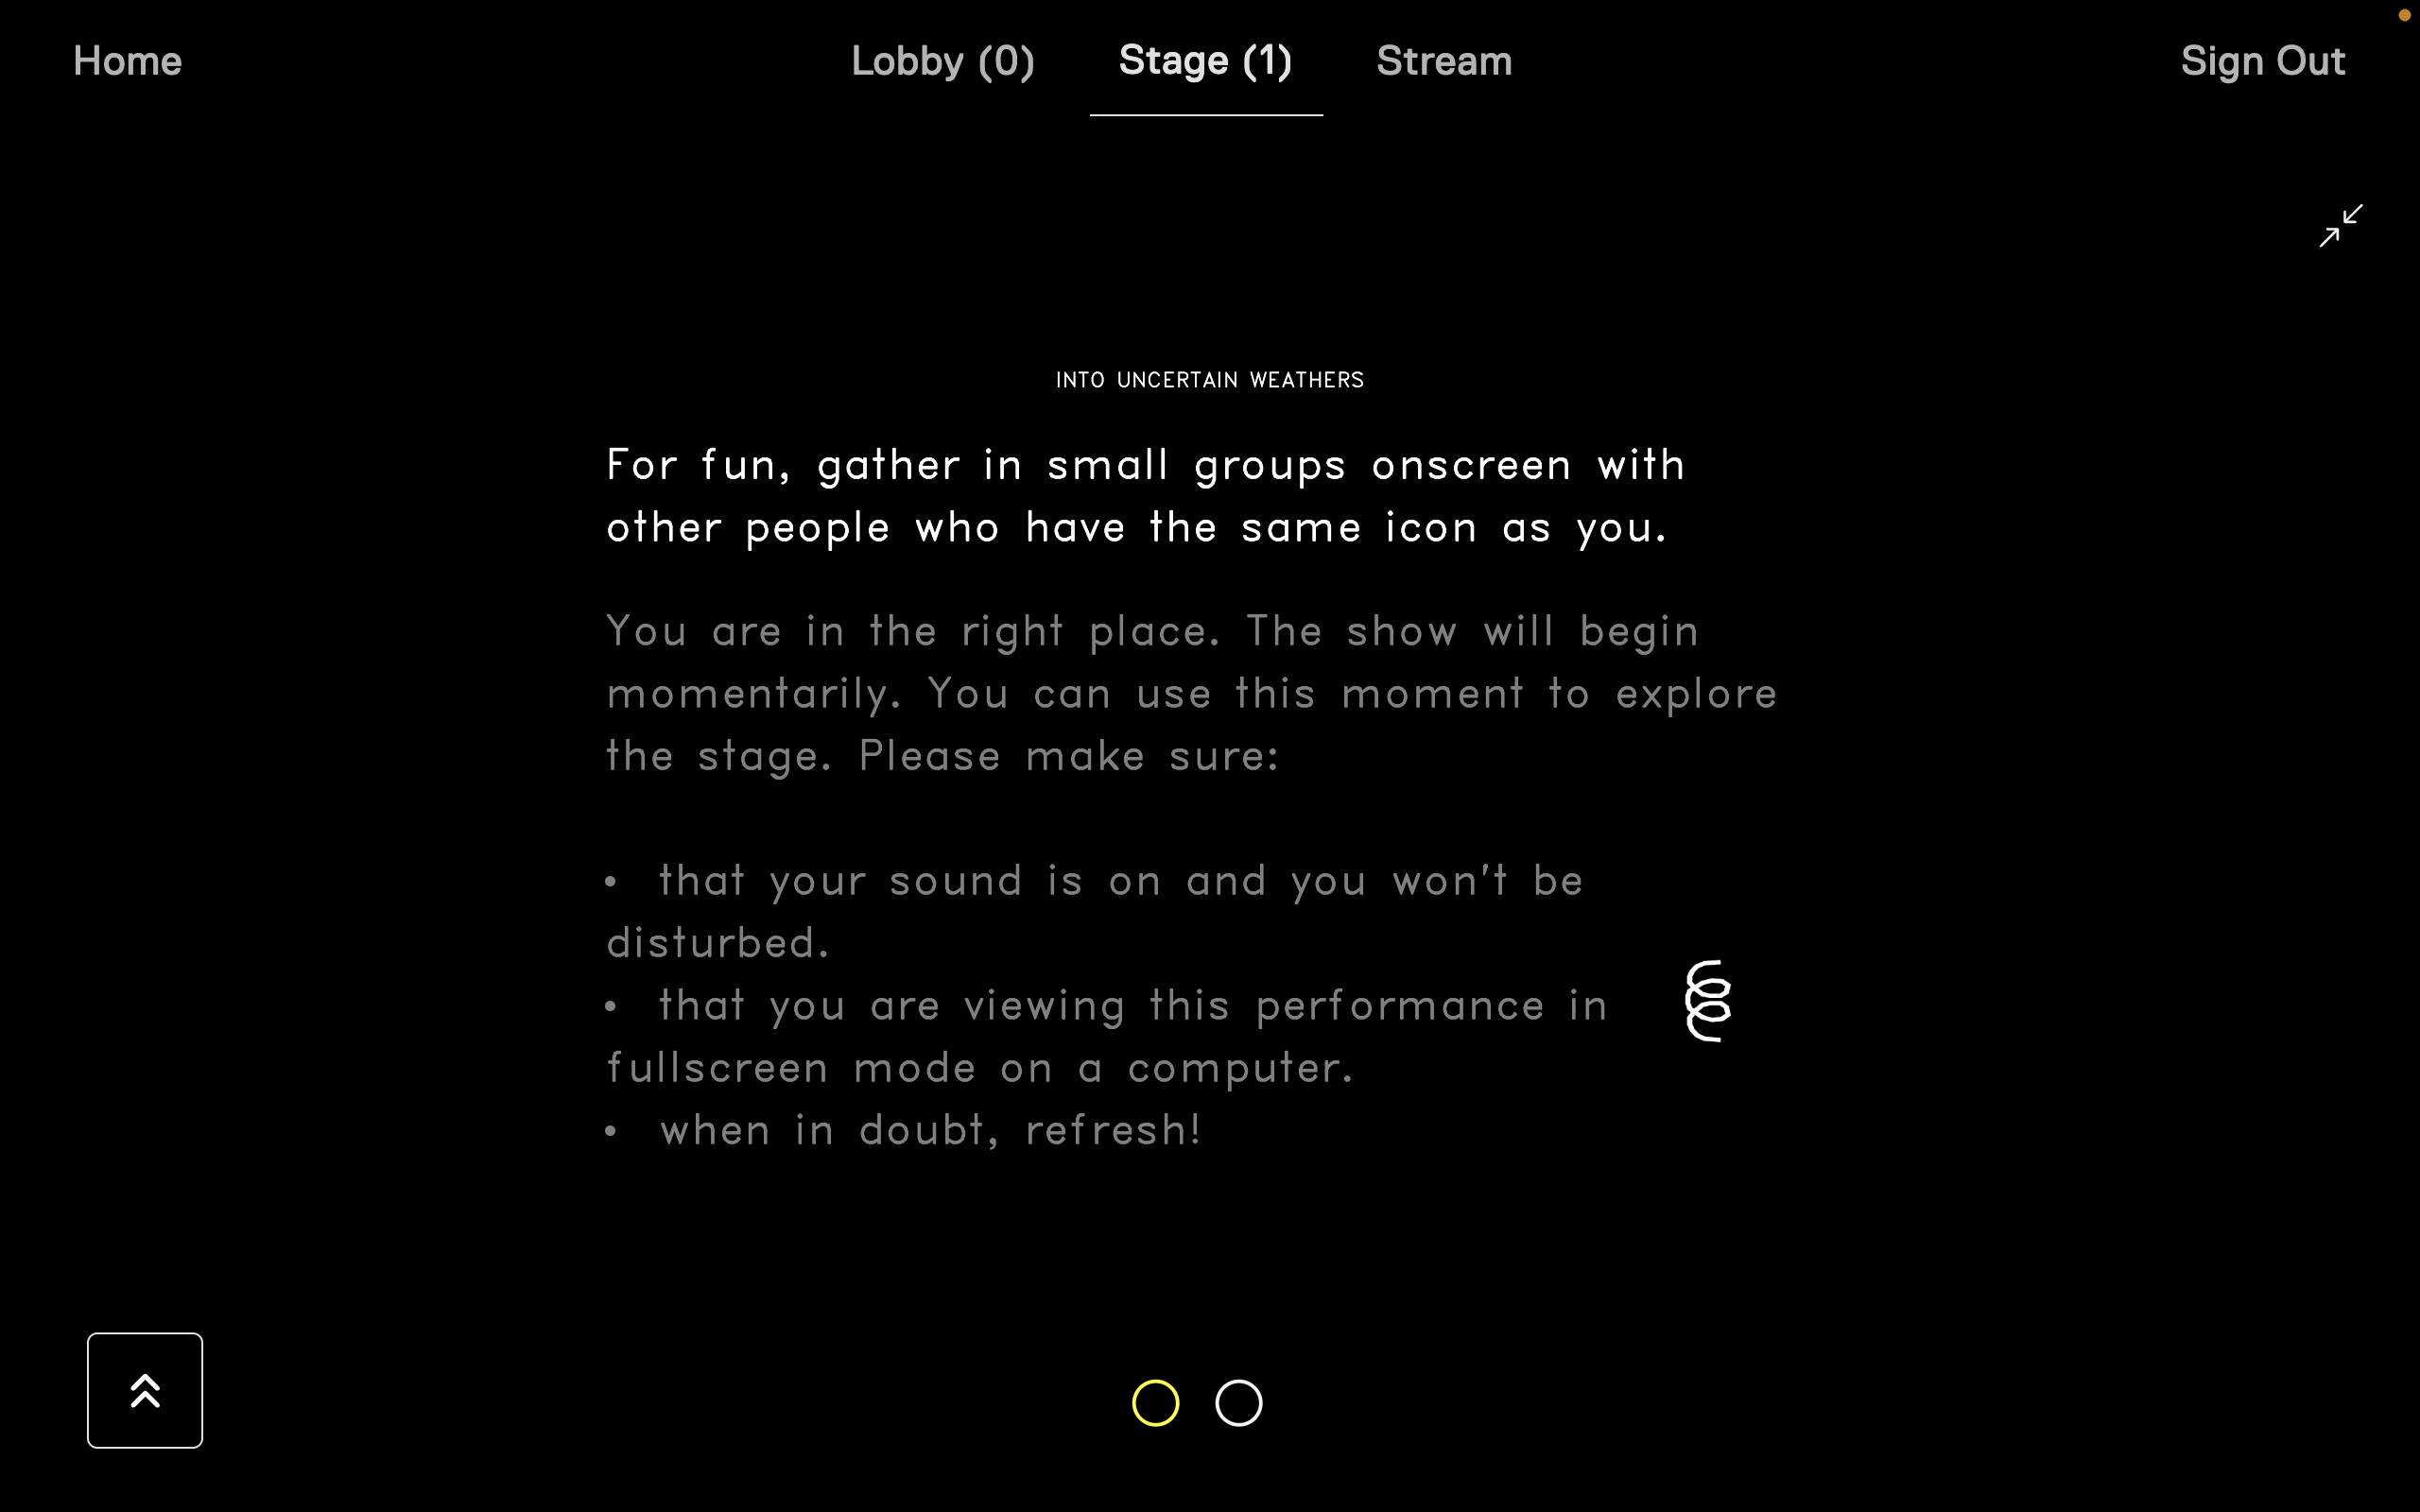 Home Lobby (0) Stage (1) Stream Sign Out
INTO UNCERTAIN WEATHERS
For fun, gather in small groups onscreen with
other people who have the same icon as you.
You are in the right place. The show will begin
momentarily. You can use this moment to explore
the stage. Please make sure:
• that your sound is on and you won't be
disturbed.
• that you are viewing this performance in
fullscreen mode on a computer.
• when in doubt, refresh!